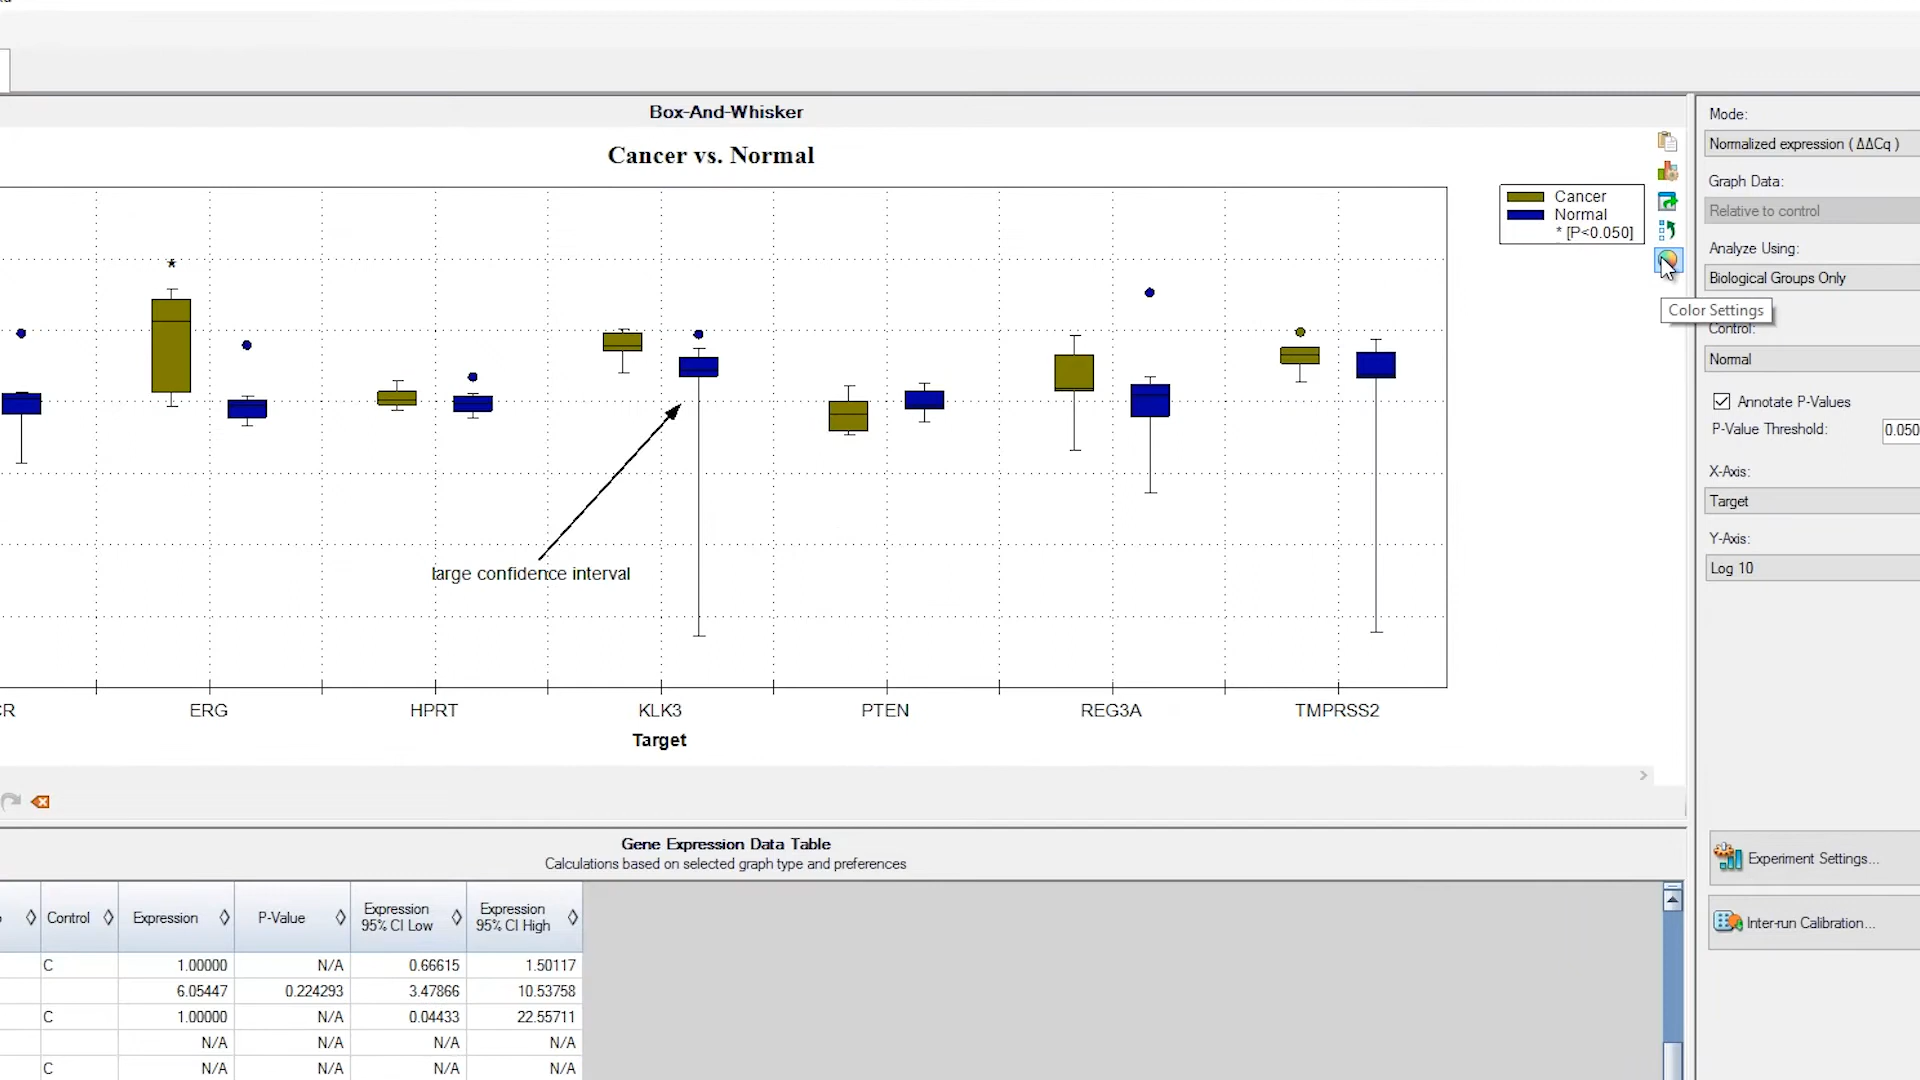 Box-And-Whisker
Cancer vs. Normal
Cancer
Normal
* [P<0.050]
*
large confidence interval
CR
ERG
HPRT
KLK3
PTEN
REG3A
TMPRSS2
Target
Mode:
Normalized expression ( ΔΔCq )
Graph Data:
Relative to control
Analyze Using:
Biological Groups Only
Color Settings
Control:
Normal
Annotate P-Values
P-Value Threshold:
0.050
X-Axis:
Target
Y-Axis:
Log 10
Experiment Settings...
Inter-run Calibration...
Gene Expression Data Table
Calculations based on selected graph type and preferences
Control Expression P-Value Expression 95% CI Low Expression 95% CI High
C 1.00000 N/A 0.66615 1.50117
6.05447 0.224293 3.47866 10.53758
C 1.00000 N/A 0.04433 22.55711
N/A N/A N/A N/A
C N/A N/A N/A N/A